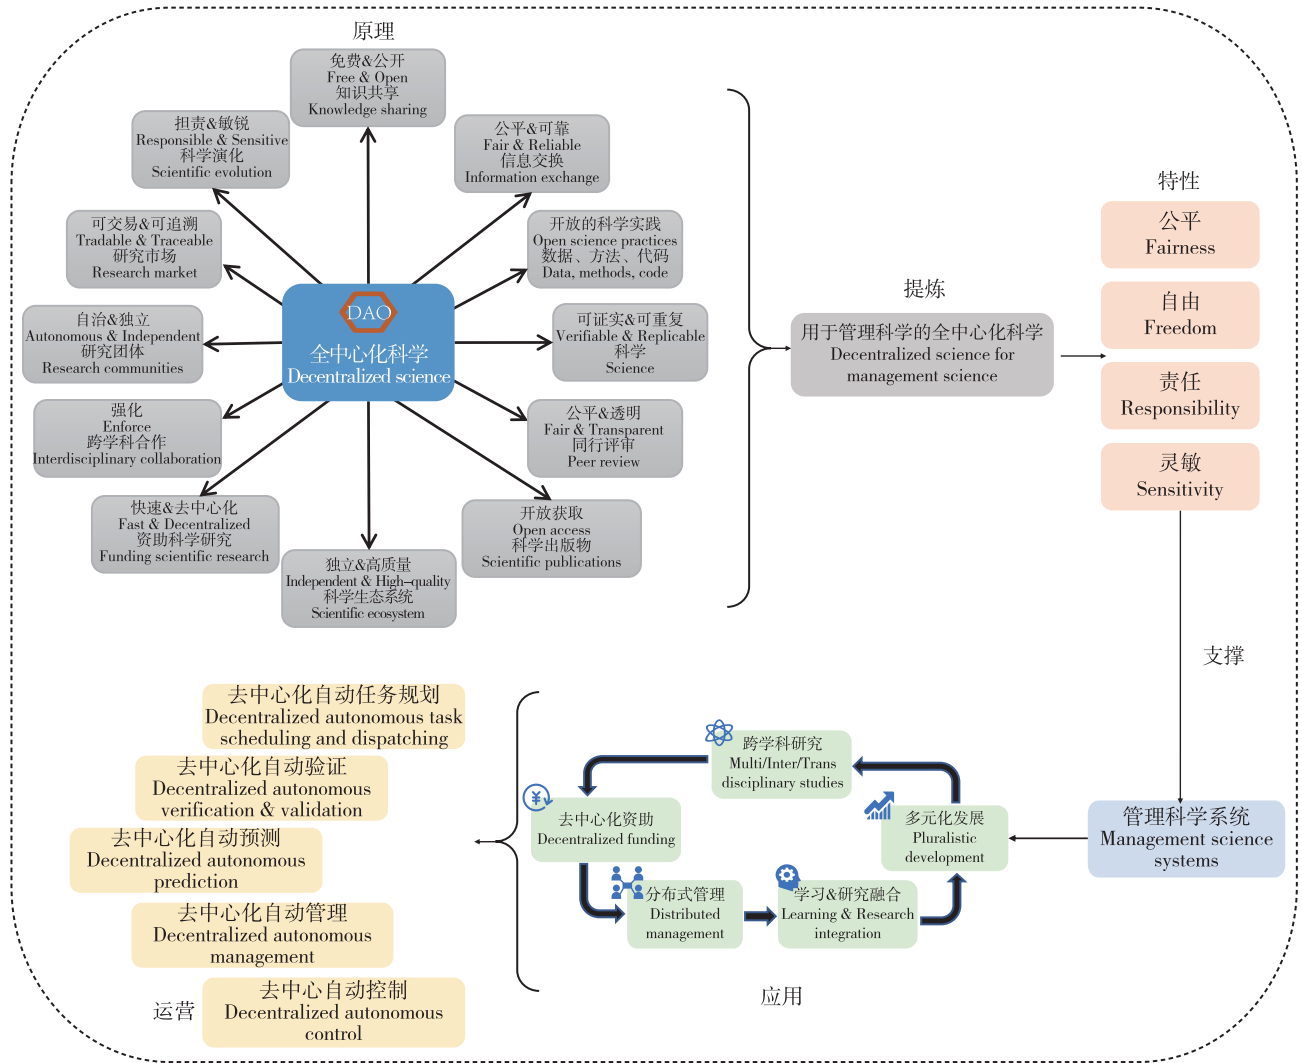 原理
免费&公开
Free & Open
知识共享
Knowledge sharing
担责&敏锐
Responsible & Sensitive
科学演化
Scientific evolution
公平&可靠
Fair & Reliable
信息交换
Information exchange
可交易&可追溯
Tradable & Traceable
研究市场
Research market
开放的科学实践
Open science practices
数据、方法、代码
Data, methods, code
自治&独立
Autonomous & Independent
研究团体
Research communities
DAO
全中心化科学
Decentralized science
可证实&可重复
Verifiable & Replicable
科学
Science
强化
Enforce
跨学科合作
Interdisciplinary collaboration
公平&透明
Fair & Transparent
同行评审
Peer review
快速&去中心化
Fast & Decentralized
资助科学研究
Funding scientific research
独立&高质量
Independent & High-quality
科学生态系统
Scientific ecosystem
开放获取
Open access
科学出版物
Scientific publications
提炼
用于管理科学的全中心化科学
Decentralized science for
management science
特性
公平
Fairness
自由
Freedom
责任
Responsibility
灵敏
Sensitivity
支撑
管理科学系统
Management science
systems
多元化发展
Pluralistic
development
跨学科研究
Multi/Inter/Trans
disciplinary studies
去中心化资助
Decentralized funding
分布式管理
Distributed
management
学习&研究融合
Learning & Research
integration
应用
去中心化自动任务规划
Decentralized autonomous task
scheduling and dispatching
去中心化自动验证
Decentralized autonomous
verification & validation
去中心化自动预测
Decentralized autonomous
prediction
去中心化自动管理
Decentralized autonomous
management
去中心自动控制
Decentralized autonomous
control
运营